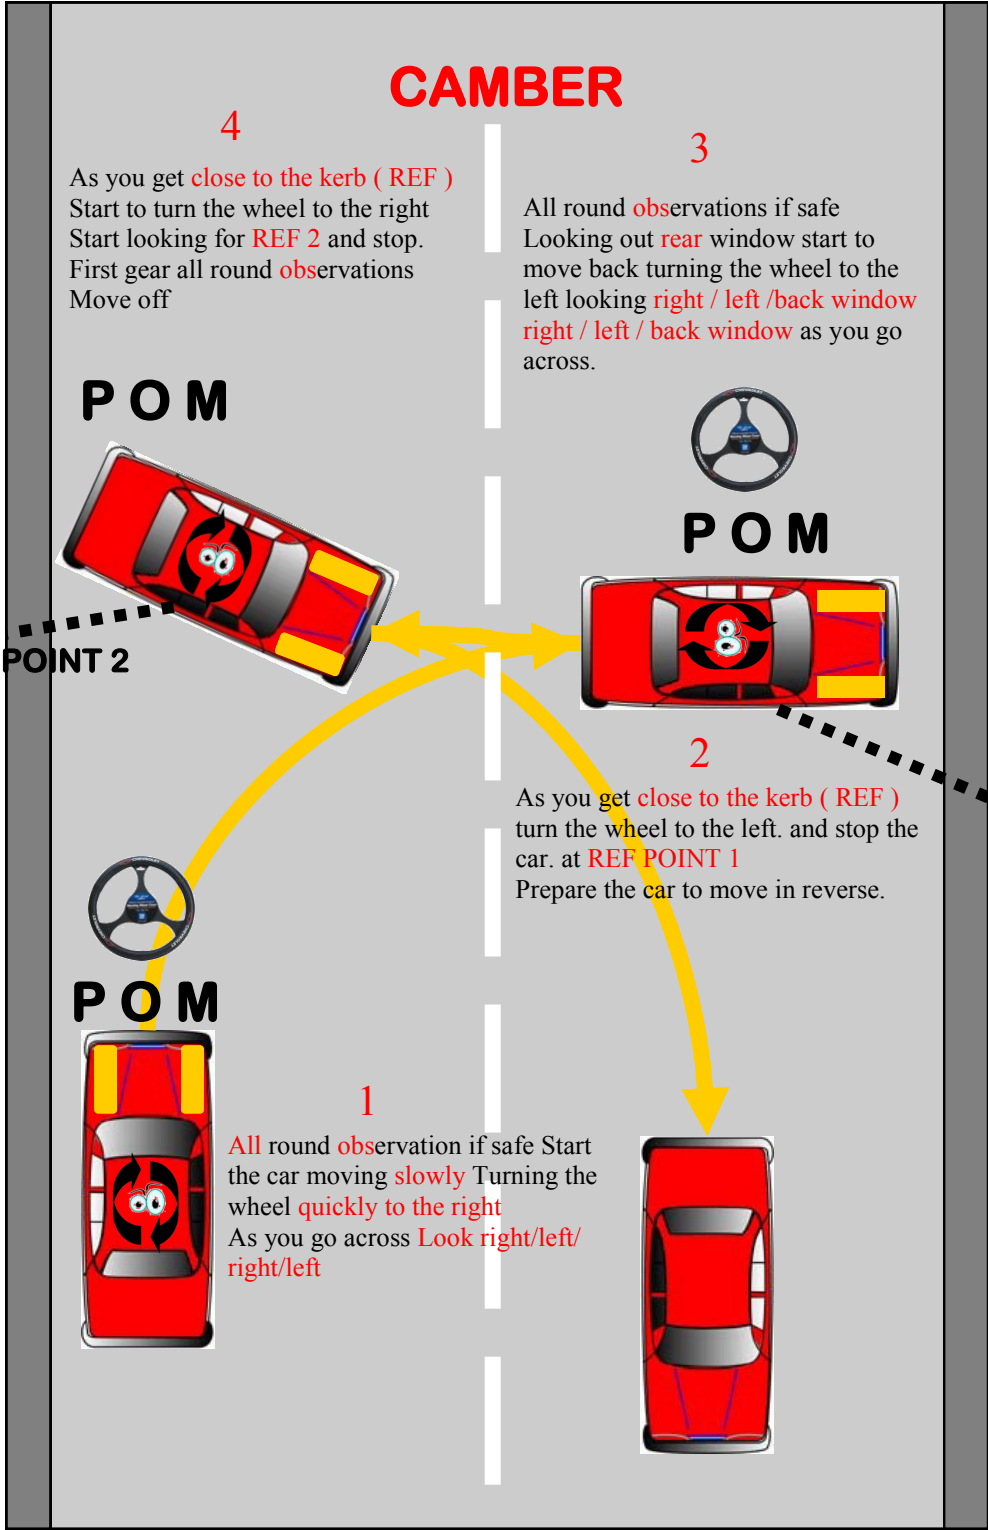 CAMBER
4
As you get close to the kerb ( REF )
Start to turn the wheel to the right
Start looking for REF 2 and stop.
First gear all round observations
Move off
3
All round observations if safe
Looking out rear window start to
move back turning the wheel to the
left looking right / left /back window
right / left / back window as you go
across.
P O M
P O M
POINT 2
2
As you get close to the kerb ( REF )
turn the wheel to the left. and stop the
car. at REF POINT 1
Prepare the car to move in reverse.
P O M
1
All round observation if safe Start
the car moving slowly Turning the
wheel quickly to the right
As you go across Look right/left/
right/left